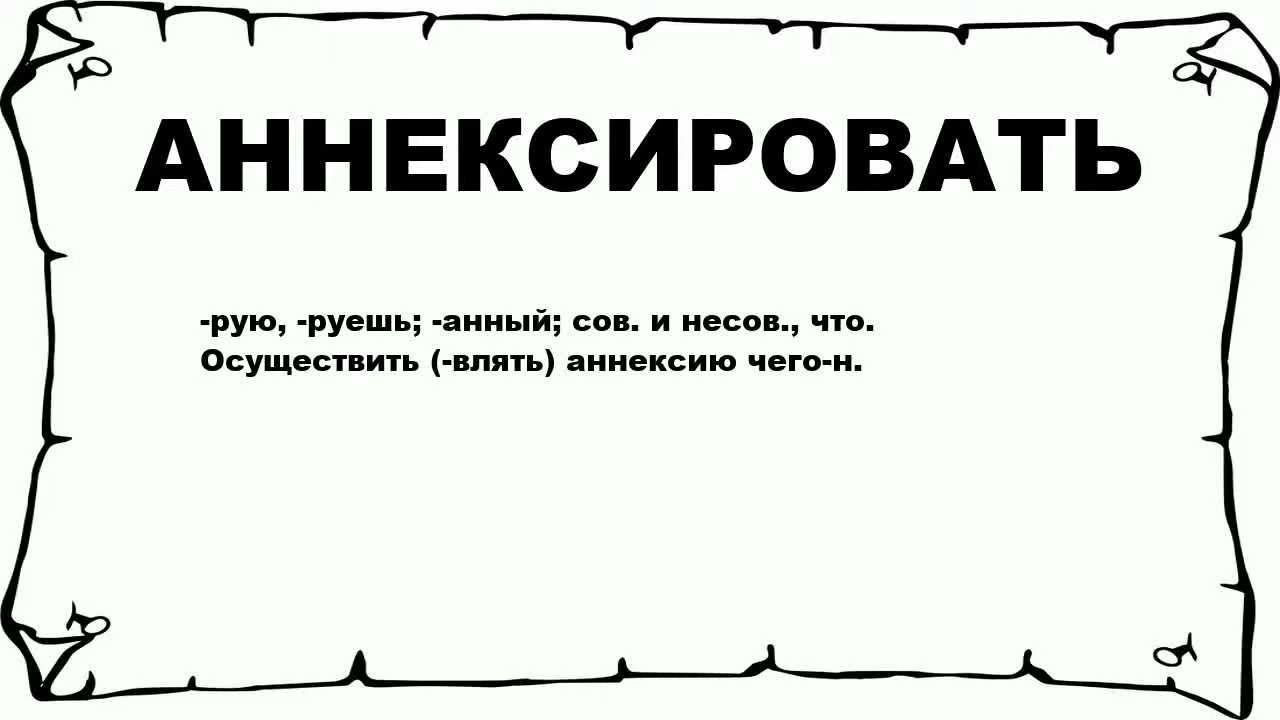 АННЕКСИРОВАТЬ
-рую, -руешь; -анный; сов. и несов., что.
Осуществить (-влять) аннексию чего-н.